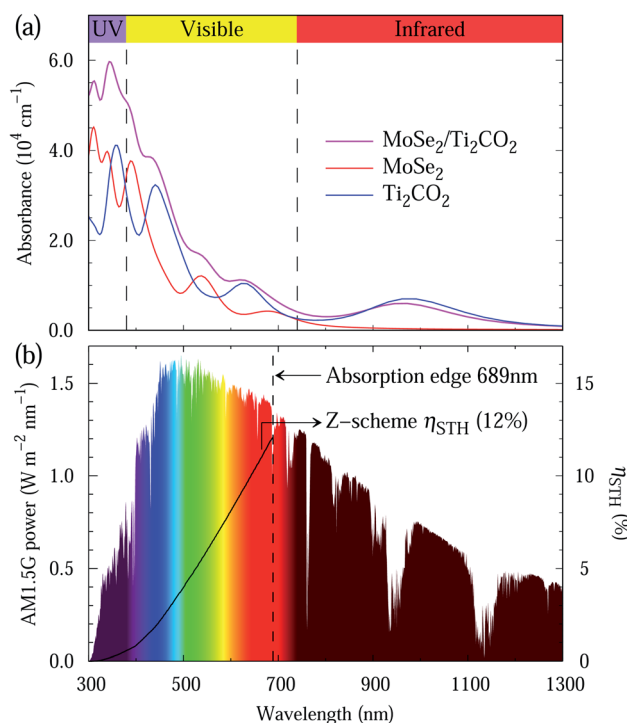 (a)
UV Visible Infrared
6.0
4.0
2.0
0.0
Absorbance (10⁴ cm⁻¹)
MoSe₂/Ti₂CO₂
MoSe₂
Ti₂CO₂
(b)
1.5
1.0
0.5
0.0
AM1.5G power (W m⁻² nm⁻¹)
Absorption edge 689nm
Z−scheme ηSTH (12%)
15
10
5
0
ηSTH (%)
300 500 700 900 1100 1300
Wavelength (nm)